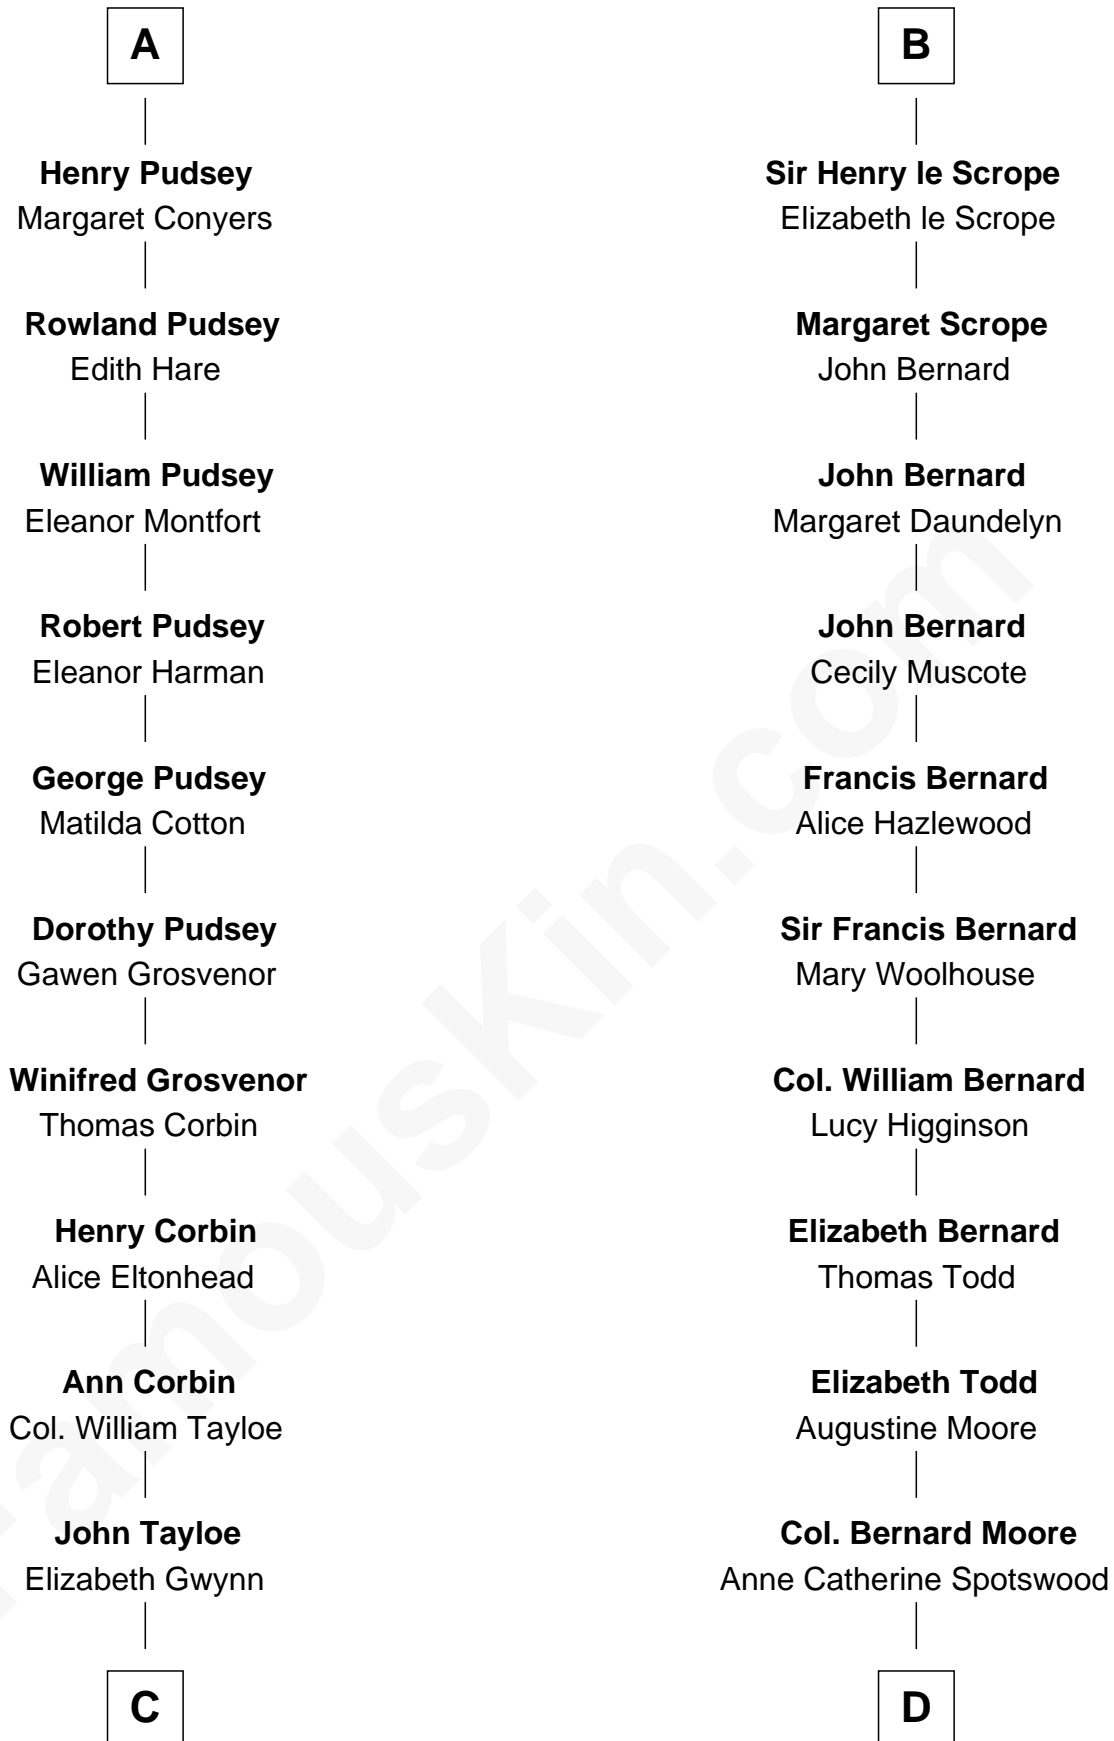 A
Henry Pudsey
Margaret Conyers
Rowland Pudsey
Edith Hare
William Pudsey
Eleanor Montfort
Robert Pudsey
Eleanor Harman
George Pudsey
Matilda Cotton
Dorothy Pudsey
Gawen Grosvenor
Winifred Grosvenor
Thomas Corbin
Henry Corbin
Alice Eltonhead
Ann Corbin
Col. William Tayloe
John Tayloe
Elizabeth Gwynn
C
B
Sir Henry le Scrope
Elizabeth le Scrope
Margaret Scrope
John Bernard
John Bernard
Margaret Daundelyn
John Bernard
Cecily Muscote
Francis Bernard
Alice Hazlewood
Sir Francis Bernard
Mary Woolhouse
Col. William Bernard
Lucy Higginson
Elizabeth Bernard
Thomas Todd
Elizabeth Todd
Augustine Moore
Col. Bernard Moore
Anne Catherine Spotswood
D
FamousKin.com